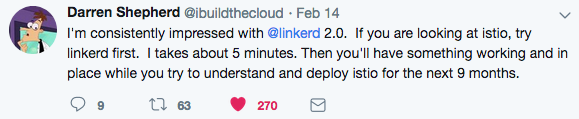 Darren Shepherd @ibuildthecloud · Feb 14
I'm consistently impressed with @linkerd 2.0.  If you are looking at istio, try
linkerd first.  I takes about 5 minutes. Then you'll have something working and in
place while you try to understand and deploy istio for the next 9 months.
9 63 270